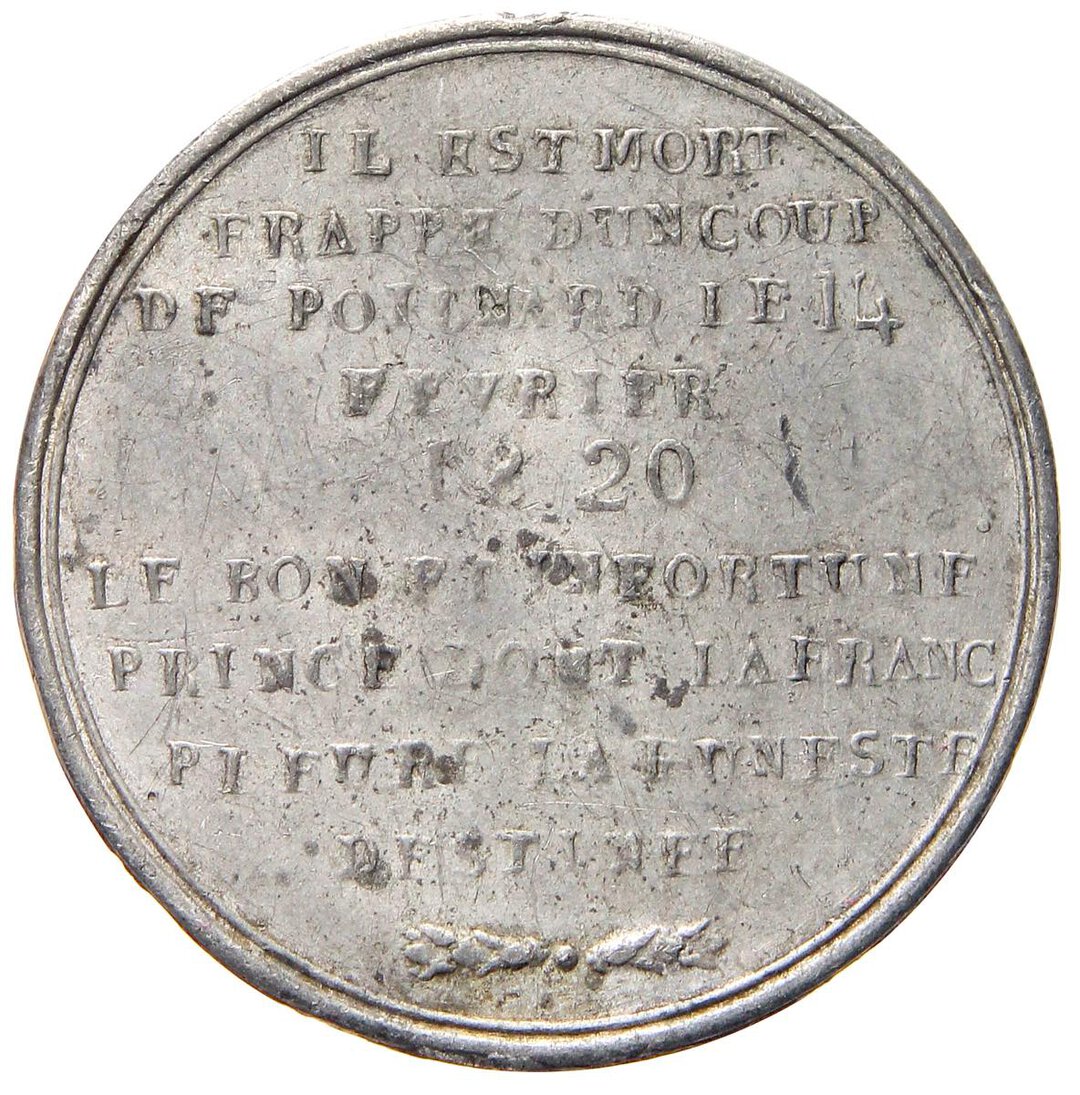 IL EST MORT
FRAPPE D'UN COUP
DE POIGNARD LE 14
FEVRIER
1820
LE BON ET INFORTUNE
PRINCE DONT LA FRANC
PLEURE LA FUNESTE
DESTINEE